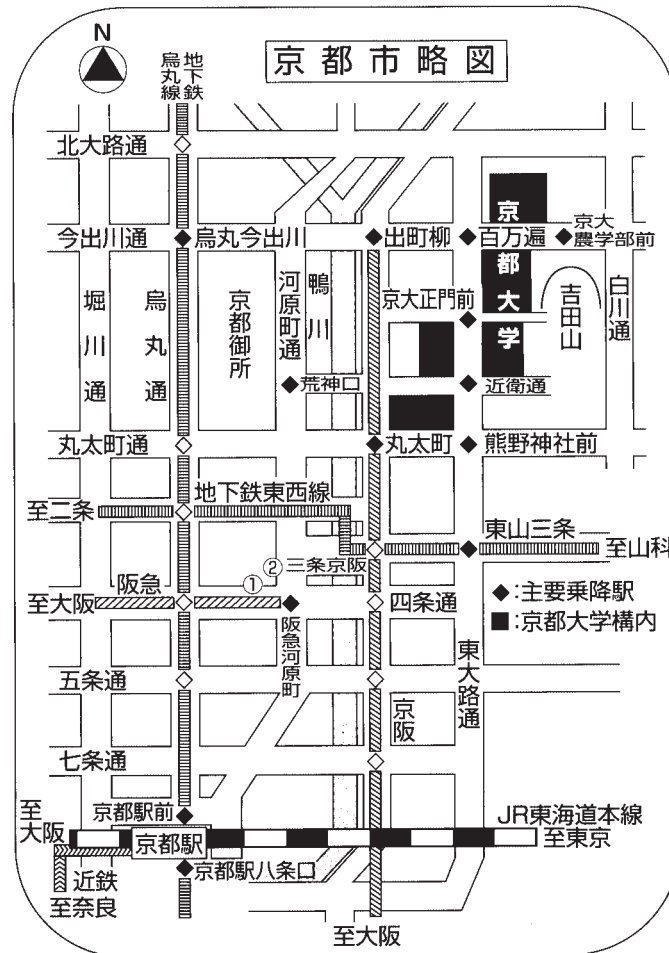 N
京都市略図
地下鉄
烏丸線
北大路通
今出川通
烏丸今出川
出町柳
百万遍
京大
農学部前
京都大学
京大正門前
吉田山
白川通
堀川通
烏丸通
京都御所
河原町通
鴨川
荒神口
近衛通
丸太町通
丸太町
熊野神社前
地下鉄東西線
至二条
東山三条
至山科
②
三条京阪
①
阪急
至大阪
四条通
◆:主要乗降駅
■:京都大学構内
阪急河原町
東大路通
五条通
京阪
七条通
京都駅前
JR東海道本線
至
大阪
京都駅
至東京
京都駅八条口
近鉄
至奈良
至大阪